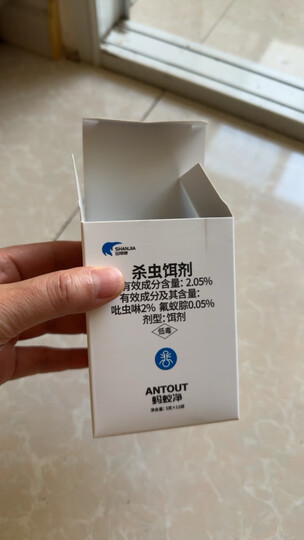 SHANJIA
杀虫饵剂
有效成分含量：2.05%
有效成分及其含量：
吡虫啉2% 氟蚁腙0.05%
剂型：饵剂
低毒
ANTOUT
蚂蚁净